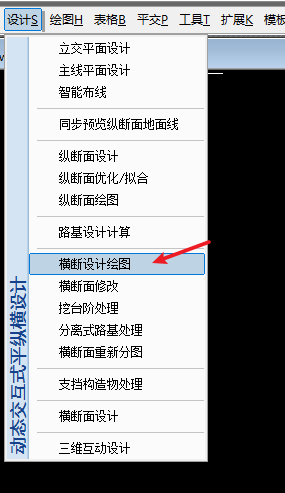 设计S 绘图H 表格B 平交P 工具T 扩展K 模板
立交平面设计
主线平面设计
智能布线
同步预览纵断面地面线
纵断面设计
纵断面优化/拟合
纵断面绘图
路基设计计算
横断设计绘图
横断面修改
挖台阶处理
分离式路基处理
横断面重新分图
支挡构造物处理
横断面设计
三维互动设计
动态交互式平纵横设计